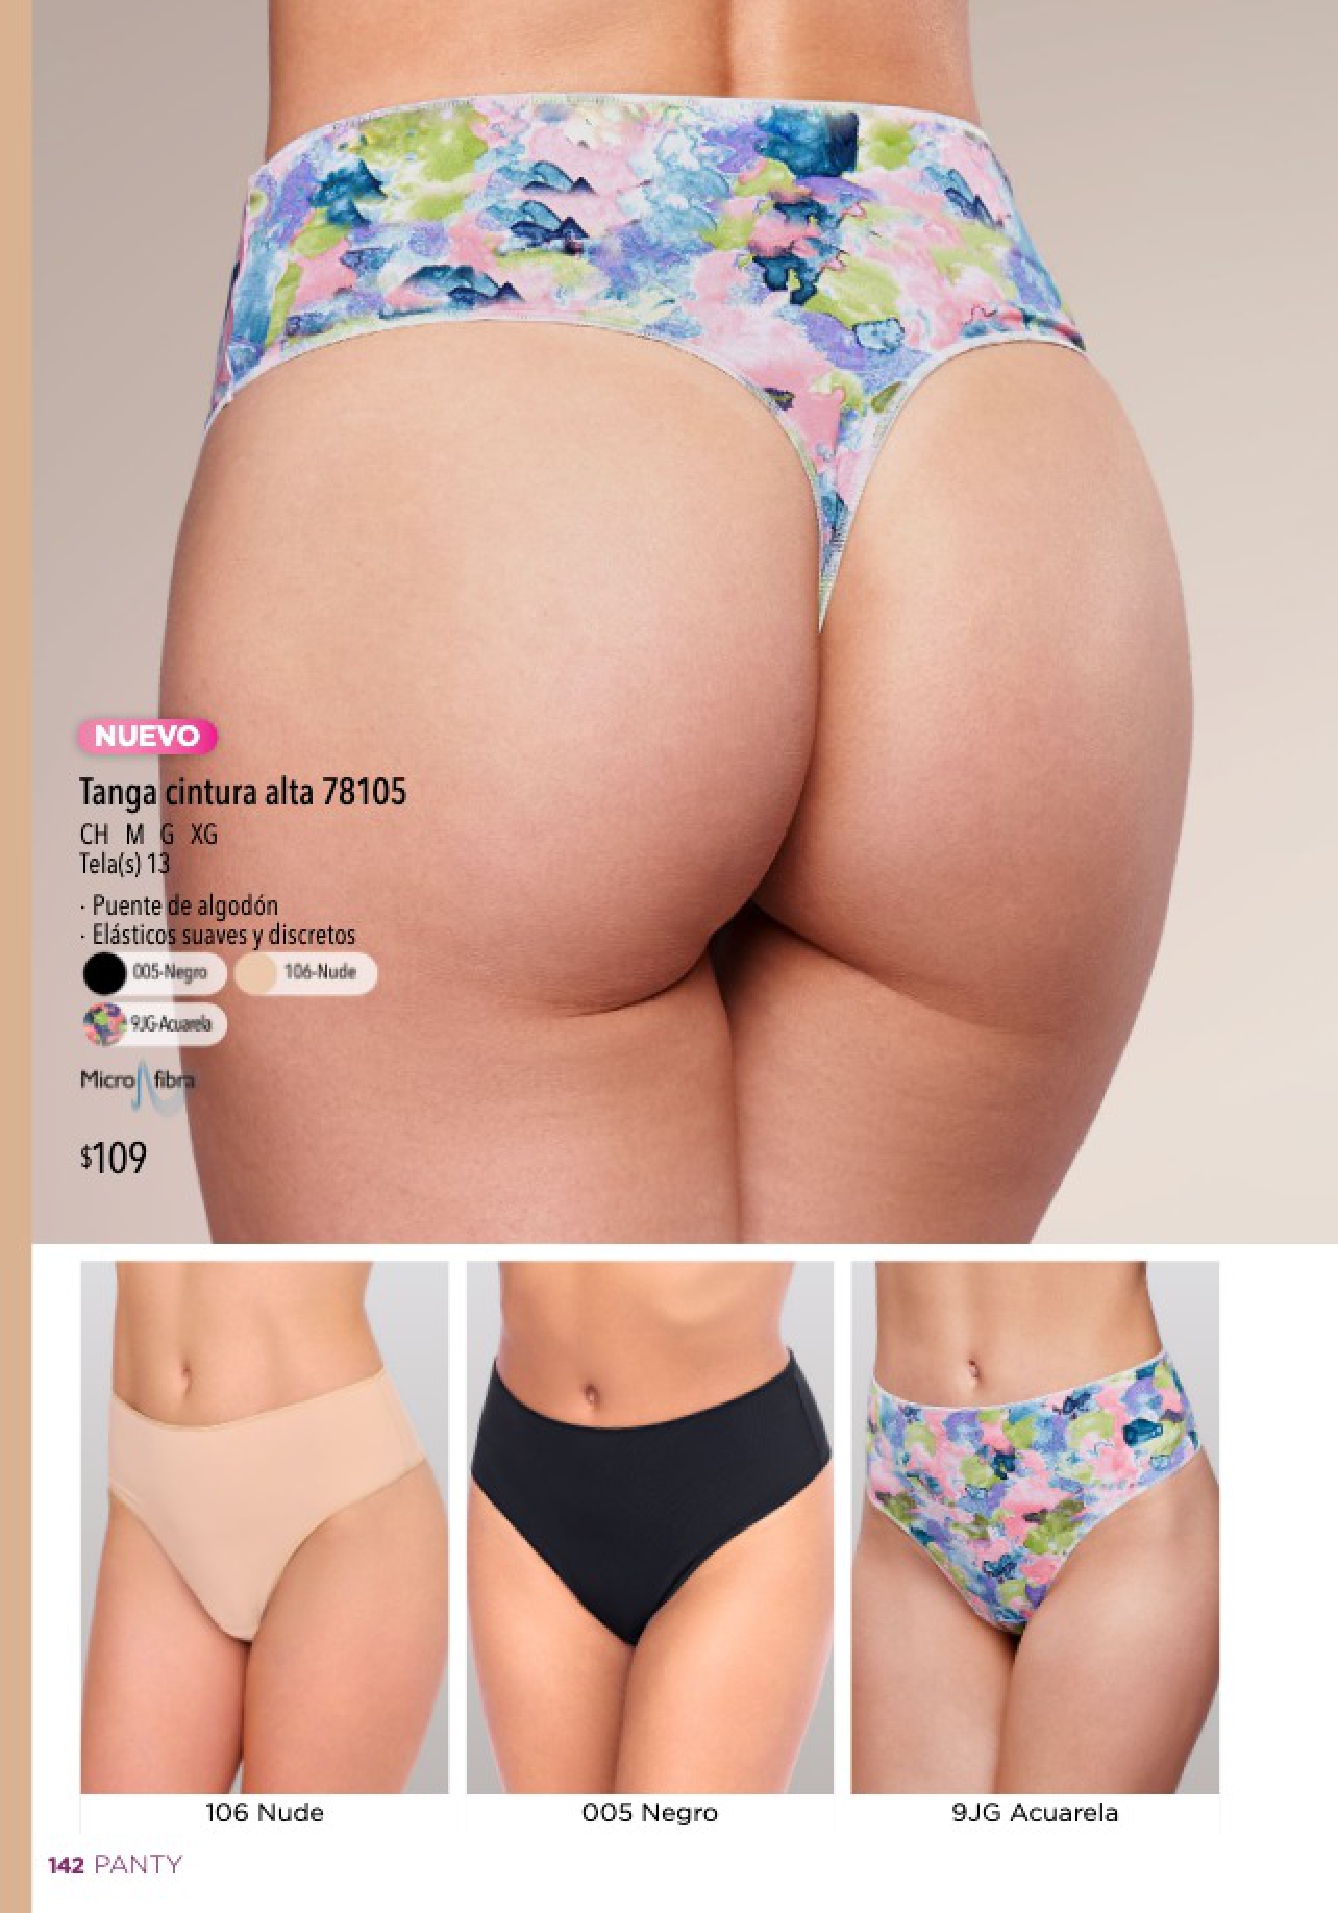 NUEVO
Tanga cintura alta 78105
CH M G XG
Tela(s) 13
· Puente de algodón
· Elásticos suaves y discretos
005-Negro 106-Nude
9JG-Acuarela
Micro fibra
$109
106 Nude 005 Negro 9JG Acuarela
142 PANTY